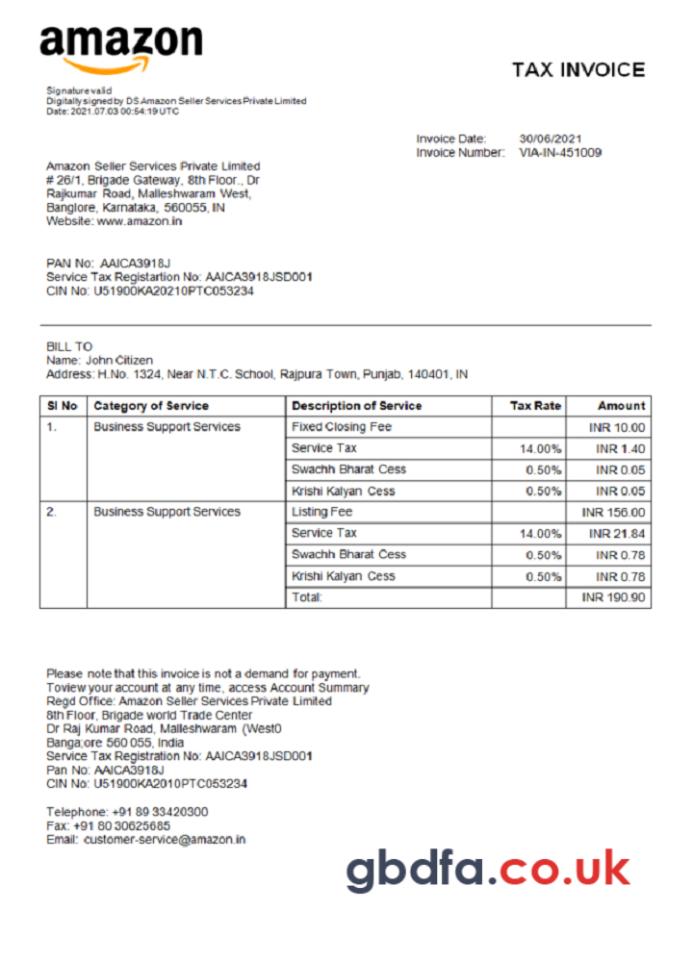 amazon
TAX INVOICE
Signature valid
Digitally signed by DS Amazon Seller Services Private Limited
Date: 2021.07.03 00:54:19 UTC
Invoice Date: 30/06/2021
Invoice Number: VIA-IN-451009
Amazon Seller Services Private Limited
# 26/1, Brigade Gateway, 8th Floor., Dr
Rajkumar Road, Malleshwaram West,
Banglore, Karnataka, 560055, IN
Website: www.amazon.in
PAN No: AAICA3918J
Service Tax Registartion No: AAICA3918JSD001
CIN No: U51900KA20210PTC053234
BILL TO
Name: John Citizen
Address: H.No. 1324, Near N.T.C. School, Rajpura Town, Punjab, 140401, IN
SI No Category of Service Description of Service Tax Rate Amount
1. Business Support Services Fixed Closing Fee INR 10.00
Service Tax 14.00% INR 1.40
Swachh Bharat Cess 0.50% INR 0.05
Krishi Kalyan Cess 0.50% INR 0.05
2. Business Support Services Listing Fee INR 156.00
Service Tax 14.00% INR 21.84
Swachh Bharat Cess 0.50% INR 0.78
Krishi Kalyan Cess 0.50% INR 0.78
Total: INR 190.90
Please note that this invoice is not a demand for payment.
Toview your account at any time, access Account Summary
Regd Office: Amazon Seller Services Private Limited
8th Floor, Brigade world Trade Center
Dr Raj Kumar Road, Malleshwaram (West0
Banga;ore 560 055, India
Service Tax Registration No: AAICA3918JSD001
Pan No: AAICA3918J
CIN No: U51900KA2010PTC053234
Telephone: +91 89 33420300
Fax: +91 80 30625685
Email: customer-service@amazon.in
gbdfa.co.uk